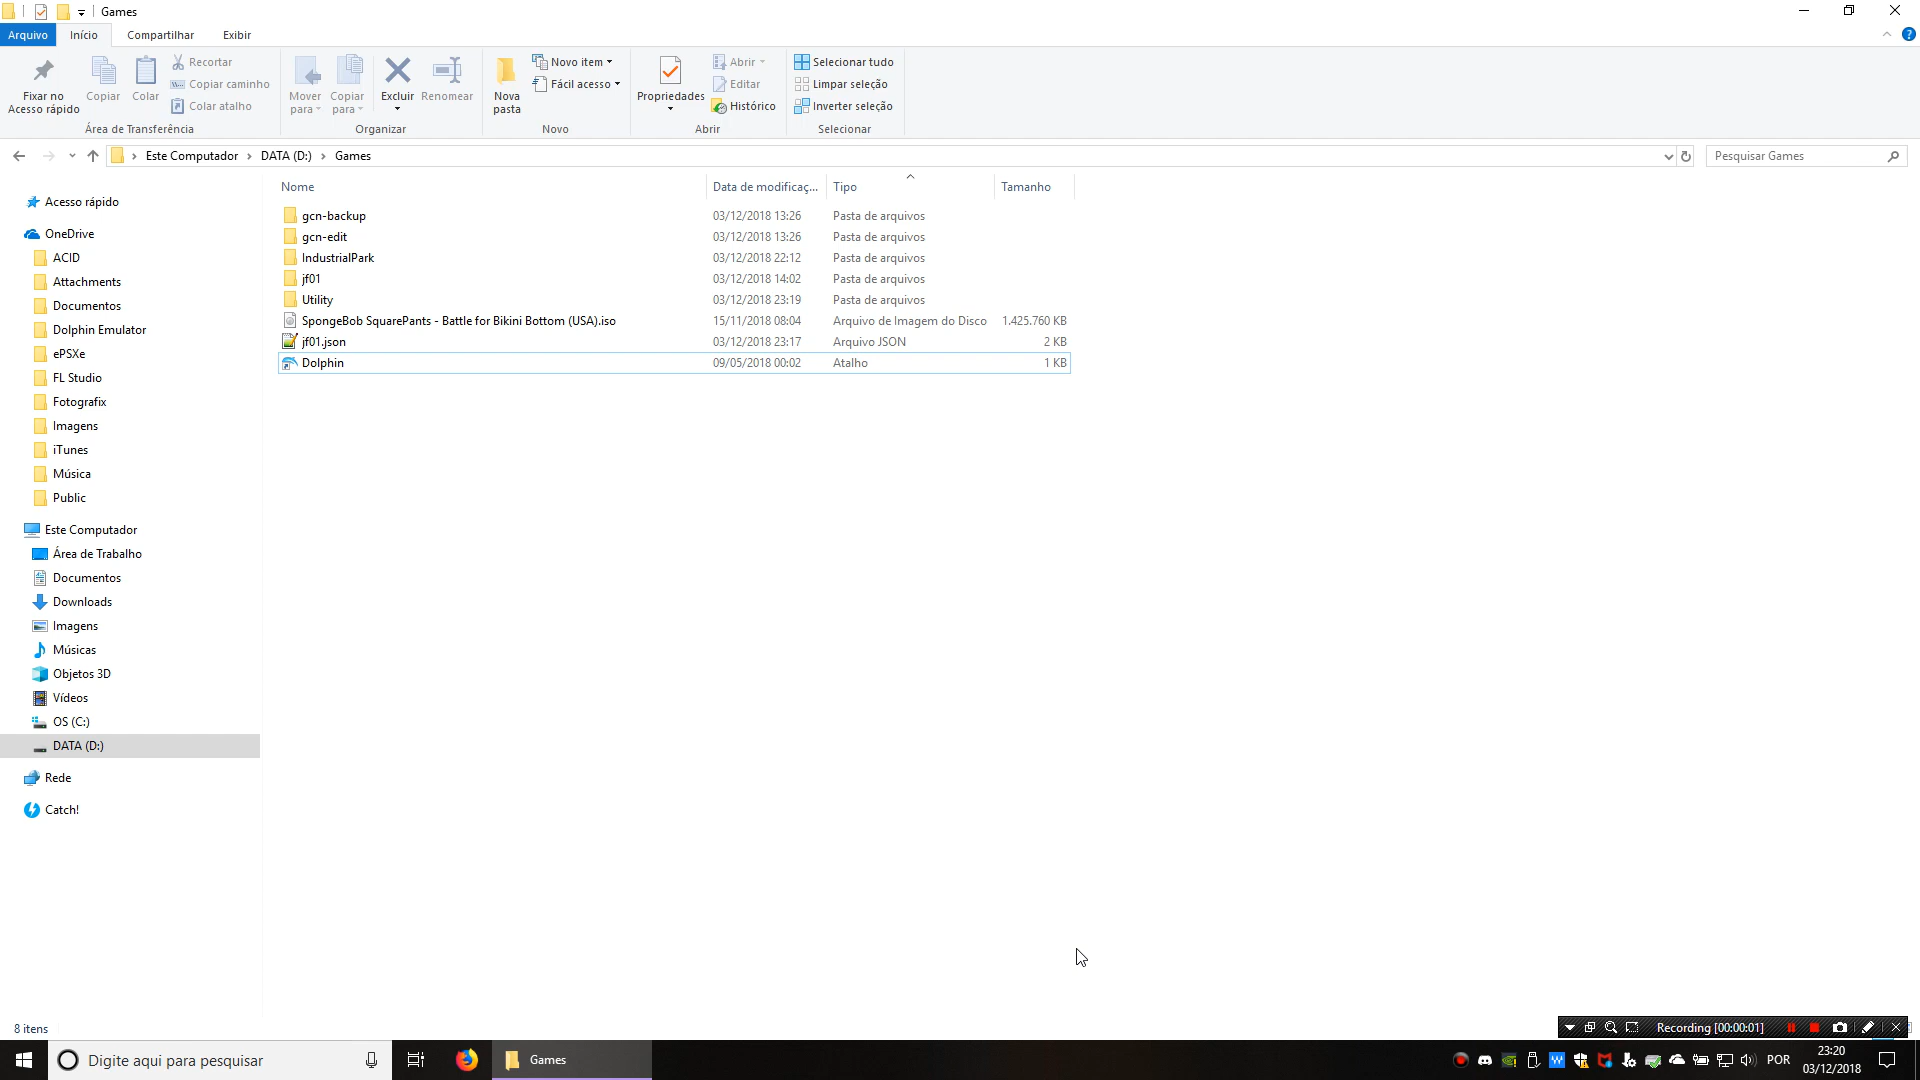 Games
Arquivo Início Compartilhar Exibir
Fixar no Acesso rápido
Copiar
Colar
Recortar
Copiar caminho
Colar atalho
Área de Transferência
Mover para
Copiar para
Excluir
Renomear
Organizar
Nova pasta
Novo item
Fácil acesso
Novo
Propriedades
Abrir
Editar
Histórico
Abrir
Selecionar tudo
Limpar seleção
Inverter seleção
Selecionar
Este Computador > DATA (D:) > Games
Pesquisar Games
Acesso rápido
OneDrive
ACID
Attachments
Documentos
Dolphin Emulator
ePSXe
FL Studio
Fotografix
Imagens
iTunes
Música
Public
Este Computador
Área de Trabalho
Documentos
Downloads
Imagens
Músicas
Objetos 3D
Vídeos
OS (C:)
DATA (D:)
Rede
Catch!
Nome Data de modificaç... Tipo Tamanho
gcn-backup 03/12/2018 13:26 Pasta de arquivos
gcn-edit 03/12/2018 13:26 Pasta de arquivos
IndustrialPark 03/12/2018 22:12 Pasta de arquivos
jf01 03/12/2018 14:02 Pasta de arquivos
Utility 03/12/2018 23:19 Pasta de arquivos
SpongeBob SquarePants - Battle for Bikini Bottom (USA).iso 15/11/2018 08:04 Arquivo de Imagem do Disco 1.425.760 KB
jf01.json 03/12/2018 23:17 Arquivo JSON 2 KB
Dolphin 09/05/2018 00:02 Atalho 1 KB
8 itens
Recording [00:00:01]
Digite aqui para pesquisar
Games
POR
23:20
03/12/2018